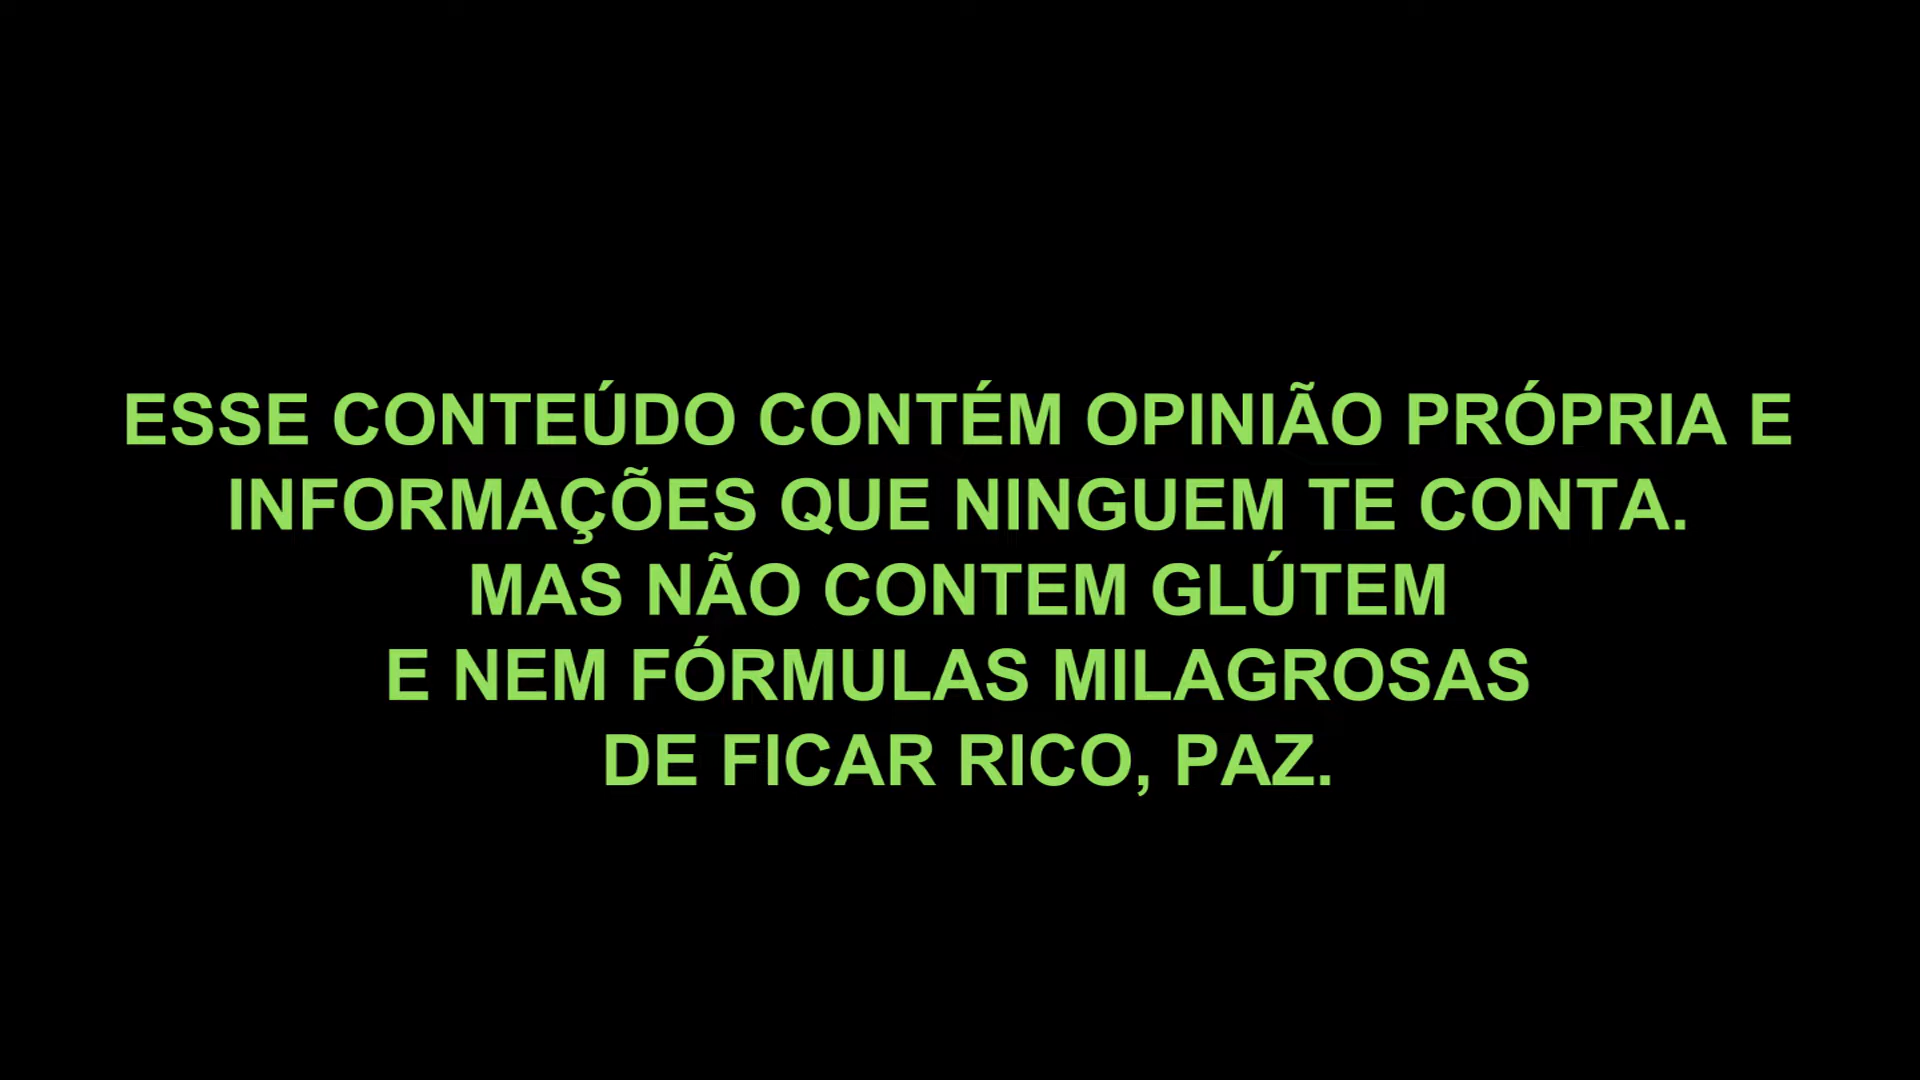 ESSE CONTEÚDO CONTÉM OPINIÃO PRÓPRIA E
INFORMAÇÕES QUE NINGUEM TE CONTA.
MAS NÃO CONTEM GLÚTEM
E NEM FÓRMULAS MILAGROSAS
DE FICAR RICO, PAZ.